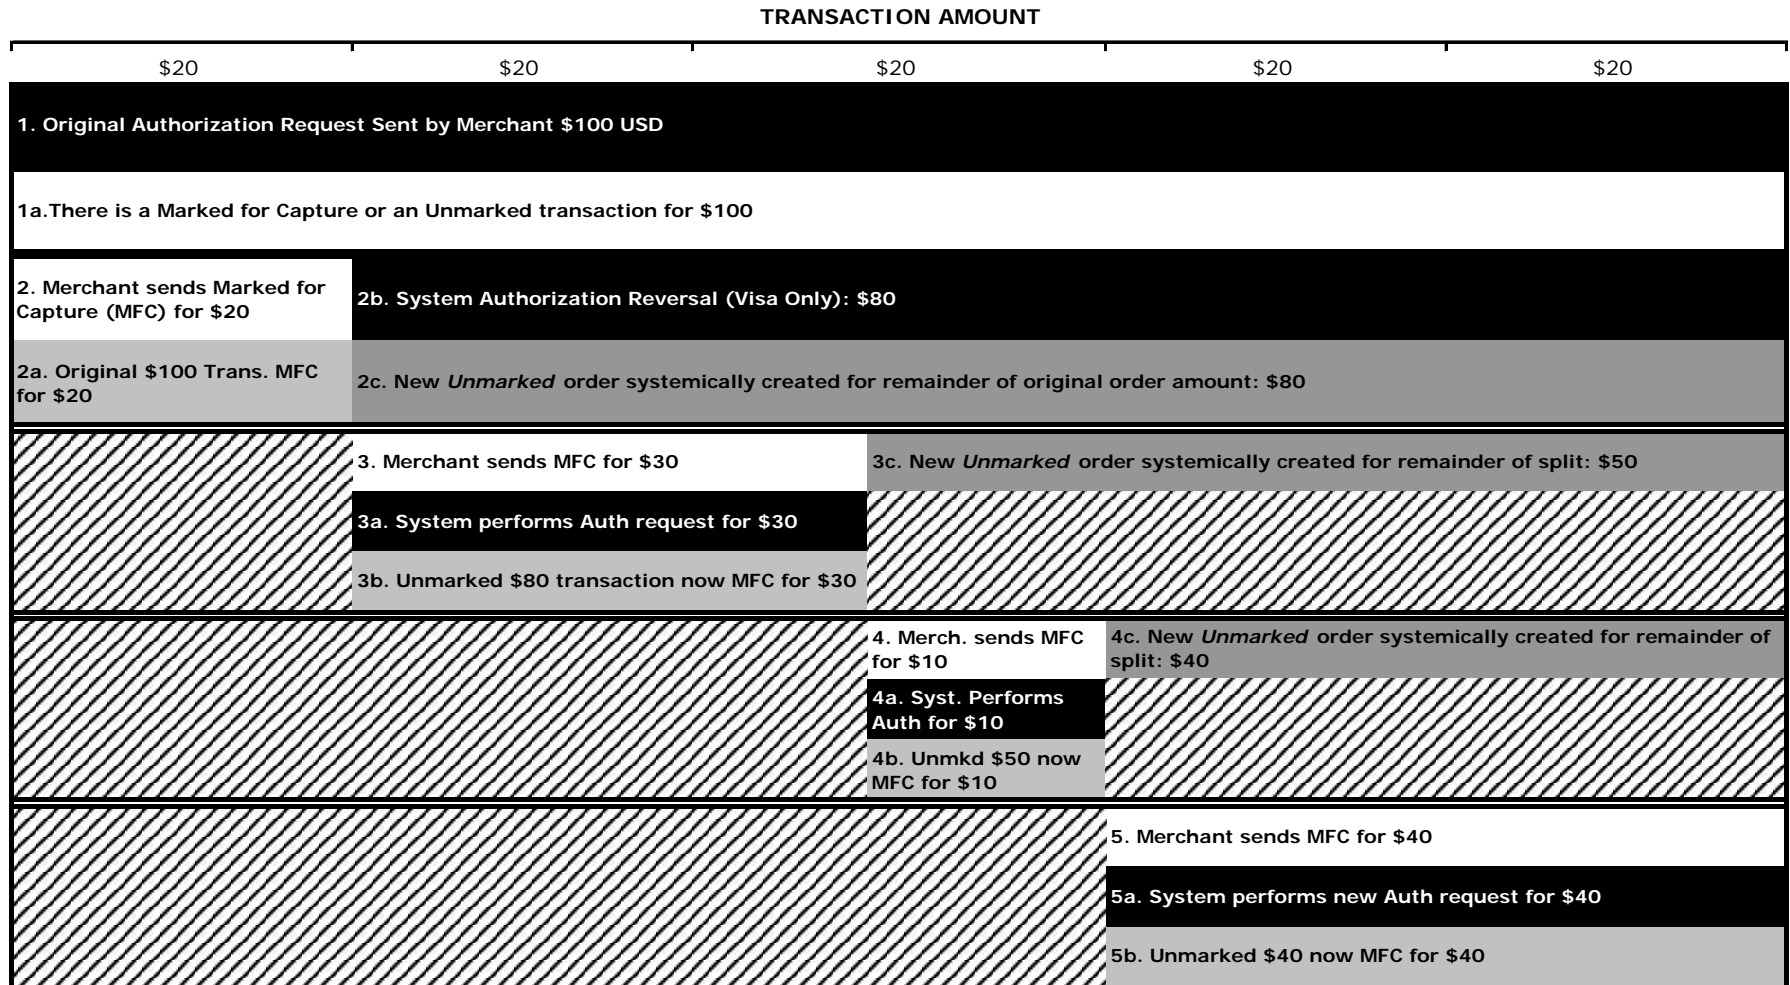 TRANSACTION AMOUNT
$20 $20 $20 $20 $20
1. Original Authorization Request Sent by Merchant $100 USD
1a.There is a Marked for Capture or an Unmarked transaction for $100
2. Merchant sends Marked for
Capture (MFC) for $20
2b. System Authorization Reversal (Visa Only): $80
2a. Original $100 Trans. MFC
for $20
2c. New Unmarked order systemically created for remainder of original order amount: $80
3. Merchant sends MFC for $30
3c. New Unmarked order systemically created for remainder of split: $50
3a. System performs Auth request for $30
3b. Unmarked $80 transaction now MFC for $30
4. Merch. sends MFC
for $10
4c. New Unmarked order systemically created for remainder of
split: $40
4a. Syst. Performs
Auth for $10
4b. Unmkd $50 now
MFC for $10
5. Merchant sends MFC for $40
5a. System performs new Auth request for $40
5b. Unmarked $40 now MFC for $40